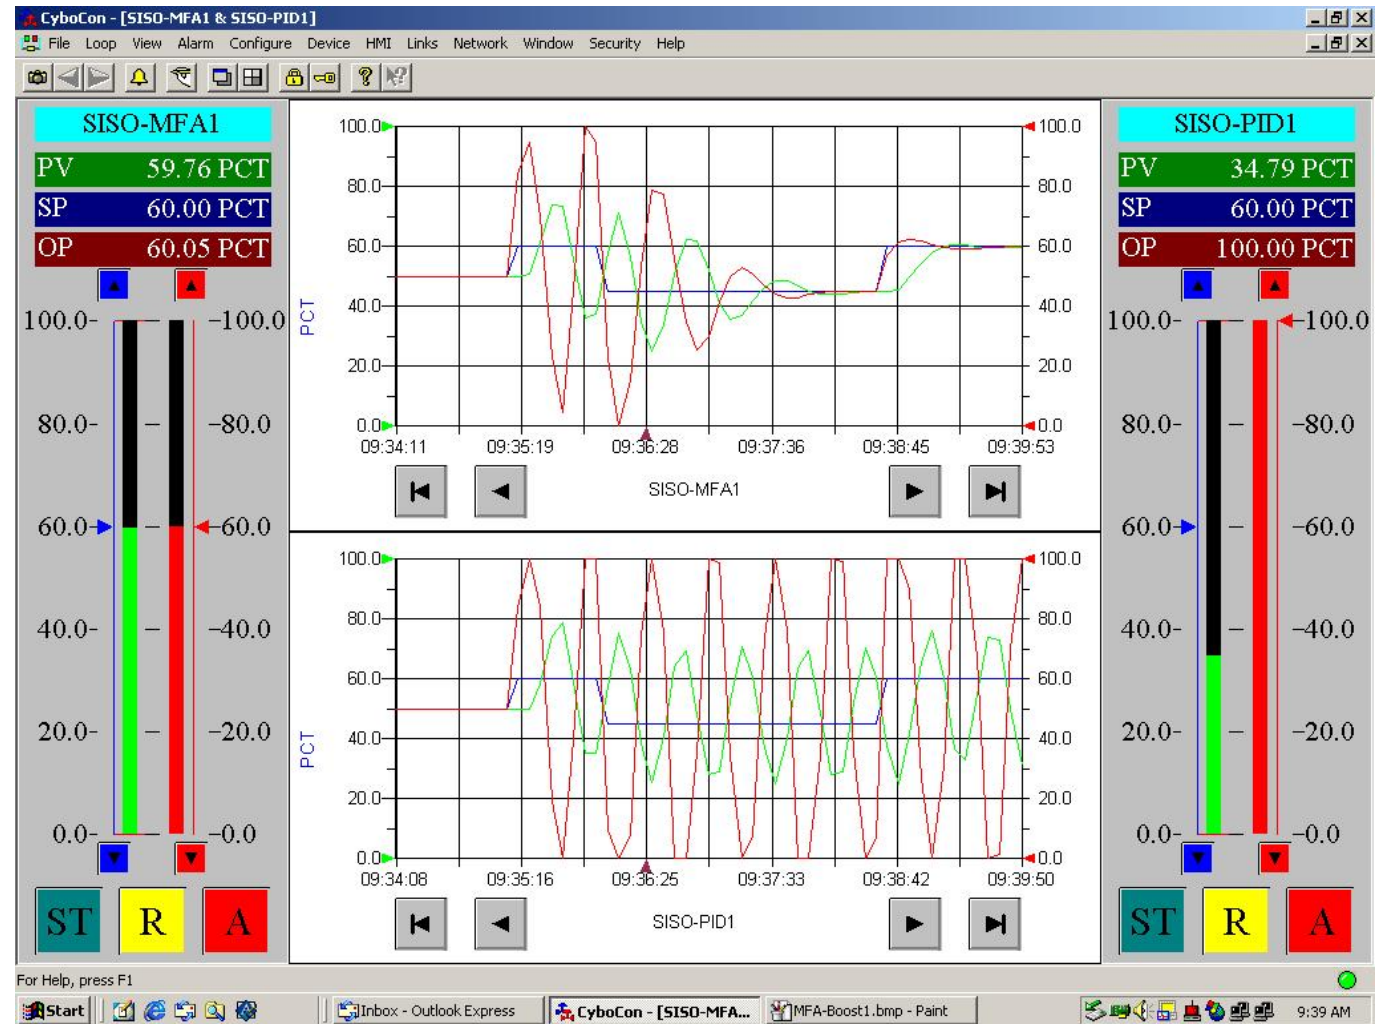 CyboCon - [SISO-MFA1 & SISO-PID1]
File Loop View Alarm Configure Device HMI Links Network Window Security Help
SISO-MFA1
PV 59.76 PCT
SP 60.00 PCT
OP 60.05 PCT
100.0 100.0
80.0 80.0
60.0 60.0
40.0 40.0
20.0 20.0
0.0 0.0
ST R A
100.0 100.0
80.0 80.0
60.0 60.0
40.0 40.0
20.0 20.0
0.0 0.0
PCT
09:34:11 09:35:19 09:36:28 09:37:36 09:38:45 09:39:53
SISO-MFA1
100.0 100.0
80.0 80.0
60.0 60.0
40.0 40.0
20.0 20.0
0.0 0.0
PCT
09:34:08 09:35:16 09:36:25 09:37:33 09:38:42 09:39:50
SISO-PID1
SISO-PID1
PV 34.79 PCT
SP 60.00 PCT
OP 100.00 PCT
100.0 100.0
80.0 80.0
60.0 60.0
40.0 40.0
20.0 20.0
0.0 0.0
ST R A
For Help, press F1
Start Inbox - Outlook Express CyboCon - [SISO-MFA... MFA-Boost1.bmp - Paint 9:39 AM